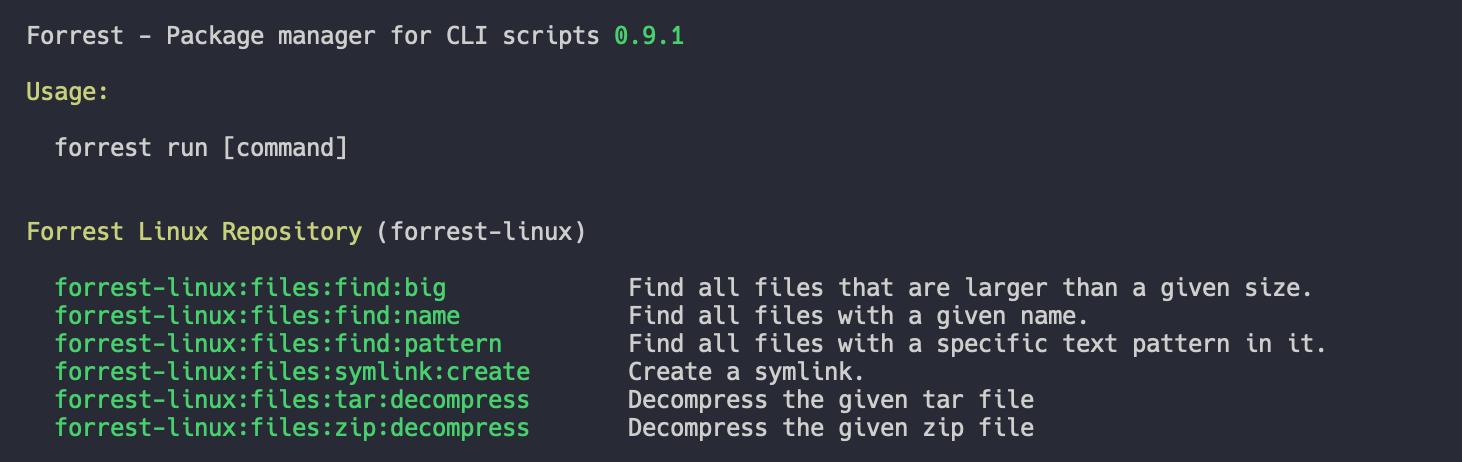 Forrest - Package manager for CLI scripts 0.9.1
Usage:
forrest run [command]
Forrest Linux Repository (forrest-linux)
forrest-linux:files:find:big Find all files that are larger than a given size.
forrest-linux:files:find:name Find all files with a given name.
forrest-linux:files:find:pattern Find all files with a specific text pattern in it.
forrest-linux:files:symlink:create Create a symlink.
forrest-linux:files:tar:decompress Decompress the given tar file
forrest-linux:files:zip:decompress Decompress the given zip file